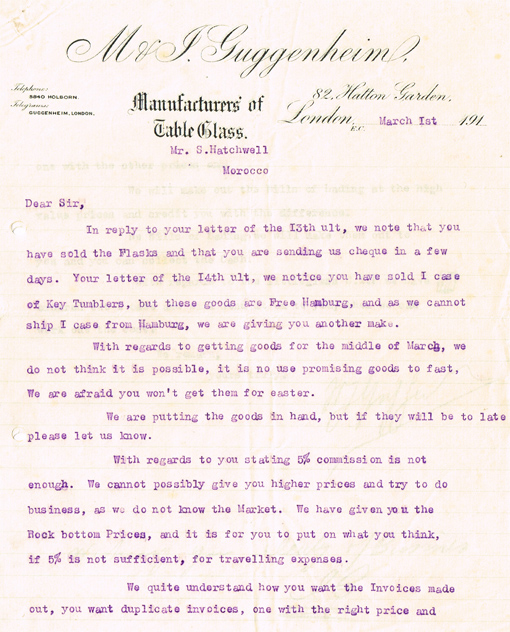 M & J. Guggenheim.
Telephone:
5840 HOLBORN.
Telegrams:
GUGGENHEIM, LONDON.
Manufacturers of
Table Glass.
82, Hatton Garden,
London, E.C. March Ist 191
Mr. S.Hatchwell
Morocco
Dear Sir,
In reply to your letter of the I3th ult, we note that you
have sold the Flasks and that you are sending us cheque in a few
days. Your letter of the I4th ult, we notice you have sold I case
of Key Tumblers, but these goods are Free Hamburg, and as we cannot
ship I case from Hamburg, we are giving you another make.
With regards to getting goods for the middle of March, we
do not think it is possible, it is no use promising goods to fast,
We are afraid you won't get them for easter.
We are putting the goods in hand, but if they will be to late
please let us know.
With regards to you stating 5% commission is not
enough. We cannot possibly give you higher prices and try to do
business, as we do not know the Market. We have given you the
Rock bottom Prices, and it is for you to put on what you think,
if 5% is not sufficient, for travelling expenses.
We quite understand how you want the Invoices made
out, you want duplicate invoices, one with the right price and